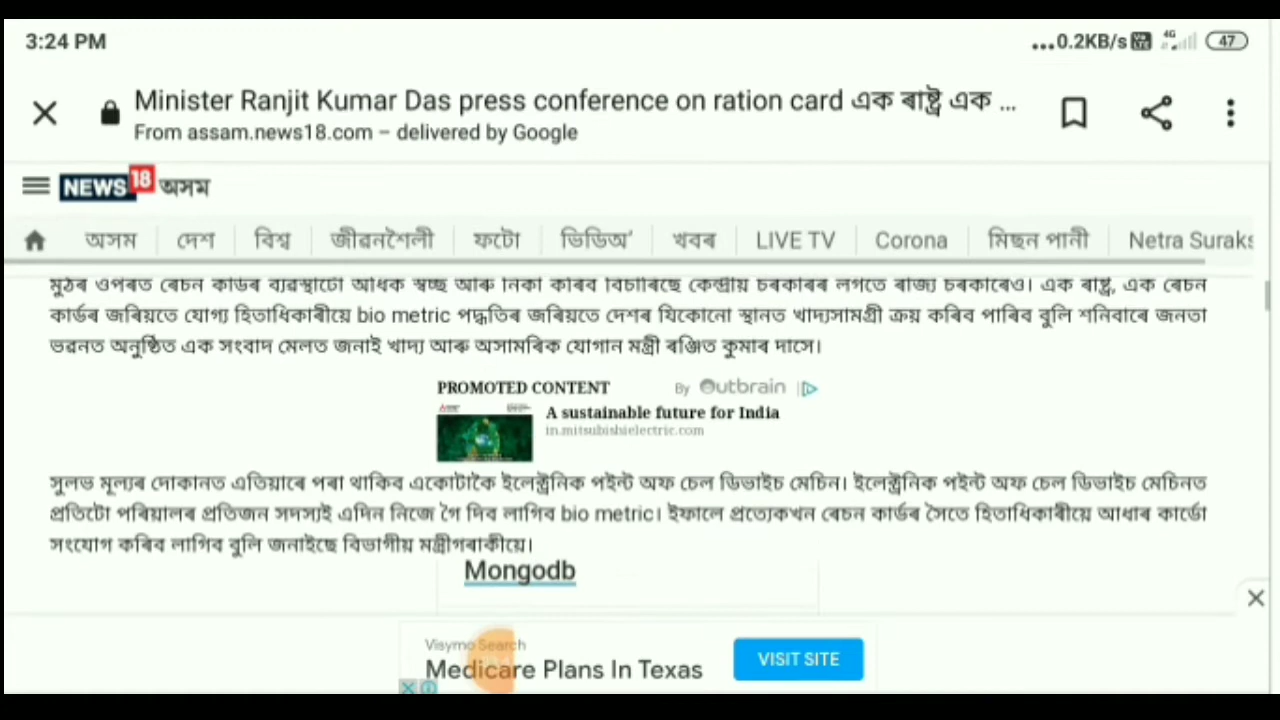 3:24 PM
...0.2KB/s Vo LTE 4G 47
Minister Ranjit Kumar Das press conference on ration card এক ৰাষ্ট্ৰ এক ...
From assam.news18.com – delivered by Google
NEWS 18 অসম
অসম দেশ বিশ্ব জীৱনশৈলী ফটো ভিডিঅ' খবৰ LIVE TV Corona মিছন পানী Netra Suraks
মুঠৰ ওপৰত ৰেচন কাৰ্ডৰ ব্যৱস্থাটো অধিক স্বচ্ছ আৰু নিকা কৰিব বিচাৰিছে কেন্দ্ৰীয় চৰকাৰৰ লগতে ৰাজ্য চৰকাৰেও। এক ৰাষ্ট্ৰ, এক ৰেচন
কাৰ্ডৰ জৰিয়তে যোগ্য হিতাধিকাৰীয়ে bio metric পদ্ধতিৰ জৰিয়তে দেশৰ যিকোনো স্থানত খাদ্যসামগ্ৰী ক্ৰয় কৰিব পাৰিব বুলি শনিবাৰে জনতা
ভৱনত অনুষ্ঠিত এক সংবাদ মেলত জনাই খাদ্য আৰু অসামৰিক যোগান মন্ত্ৰী ৰঞ্জিত কুমাৰ দাসে।
PROMOTED CONTENT By Outbrain
A sustainable future for India
in.mitsubishielectric.com
সুলভ মূল্যৰ দোকানত এতিয়াৰে পৰা থাকিব একোটাকৈ ইলেক্ট্ৰনিক পইন্ট অফ চেল ডিভাইচ মেচিন। ইলেক্ট্ৰনিক পইন্ট অফ চেল ডিভাইচ মেচিনত
প্ৰতিটো পৰিয়ালৰ প্ৰতিজন সদস্যই এদিন নিজে গৈ দিব লাগিব bio metric। ইফালে প্ৰত্যেকখন ৰেচন কাৰ্ডৰ সৈতে হিতাধিকাৰীয়ে আধাৰ কাৰ্ডো
সংযোগ কৰিব লাগিব বুলি জনাইছে বিভাগীয় মন্ত্ৰীগৰাকীয়ে।
Mongodb
Visymo Search
Medicare Plans In Texas
VISIT SITE